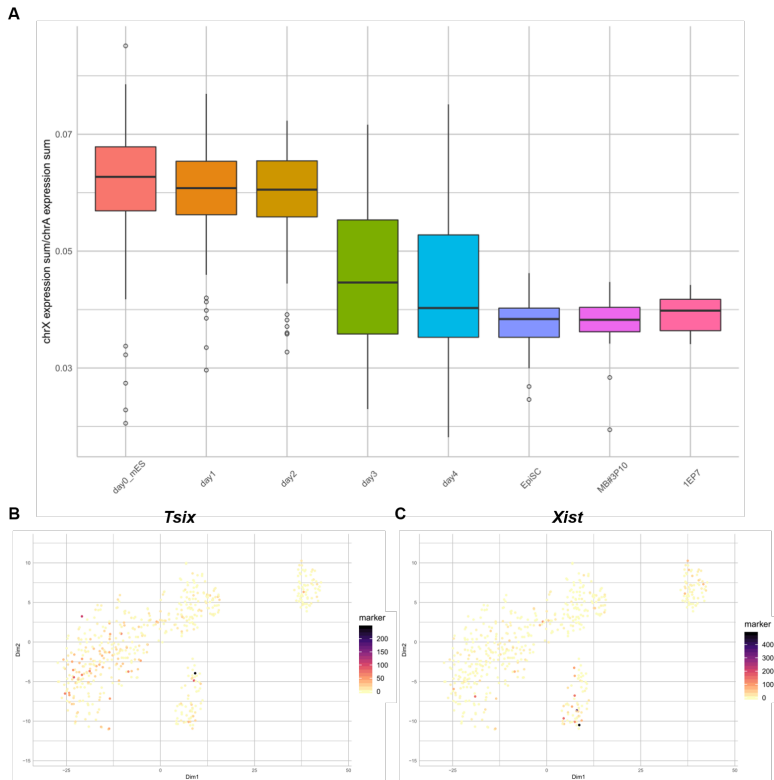 A
chrX expression sum/chrA expression sum
0.07
0.05
0.03
day0_mES
day1
day2
day3
day4
EpiSC
MB#3P10
1EP7
B
Tsix
Dim2
10
5
0
−5
−10
−15
−25
0
25
50
Dim1
marker
200
150
100
50
0
C
Xist
Dim2
10
5
0
−5
−10
−15
−25
0
25
50
Dim1
marker
400
300
200
100
0